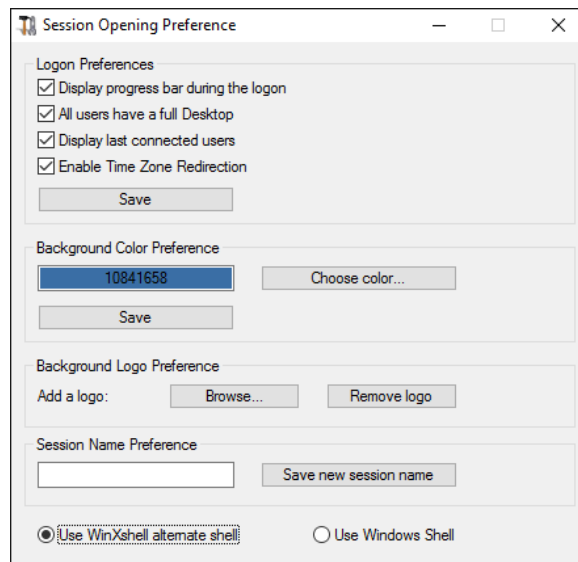 Session Opening Preference
Logon Preferences
Display progress bar during the logon
All users have a full Desktop
Display last connected users
Enable Time Zone Redirection
Save
Background Color Preference
10841658 Choose color...
Save
Background Logo Preference
Add a logo: Browse... Remove logo
Session Name Preference
Save new session name
Use WinXshell alternate shell Use Windows Shell